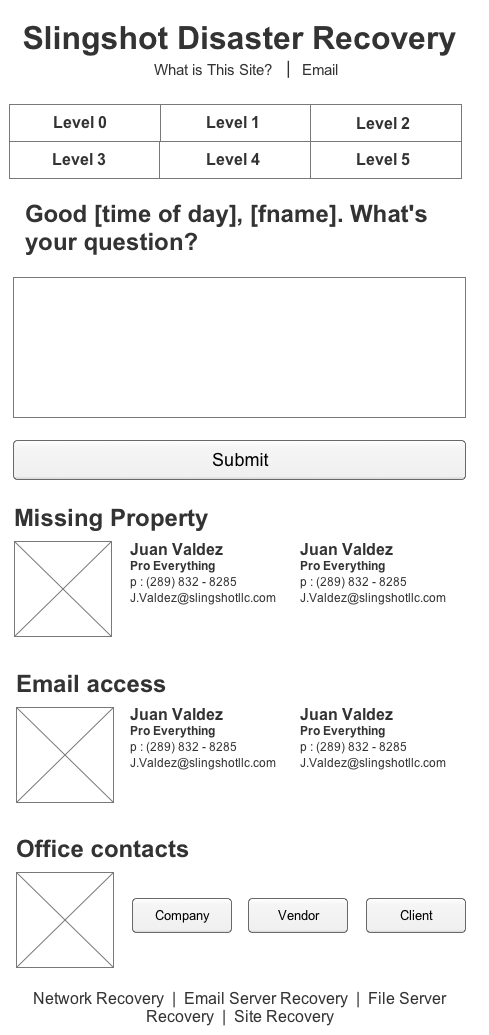 Slingshot Disaster Recovery
What is This Site? | Email
Level 0 Level 1 Level 2
Level 3 Level 4 Level 5
Good [time of day], [fname]. What's
your question?
Submit
Missing Property
Juan Valdez Juan Valdez
Pro Everything Pro Everything
p : (289) 832 - 8285 p : (289) 832 - 8285
J.Valdez@slingshotllc.com J.Valdez@slingshotllc.com
Email access
Juan Valdez Juan Valdez
Pro Everything Pro Everything
p : (289) 832 - 8285 p : (289) 832 - 8285
J.Valdez@slingshotllc.com J.Valdez@slingshotllc.com
Office contacts
Company Vendor Client
Network Recovery | Email Server Recovery | File Server
Recovery | Site Recovery